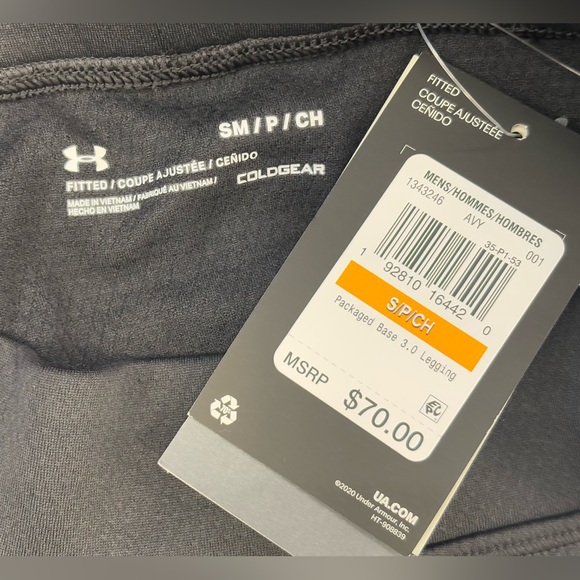 SM/P/CH
FITTED / COUPE AJUSTÉE / CEÑIDO
COLDGEAR
MADE IN VIETNAM / FABRIQUÉ AU VIETNAM /
HECHO EN VIETNAM
FITTED
COUPE AJUSTEÉE
CEÑIDO
MENS/HOMMES/HOMBRES
1343246 AVY 001
35-P1-53
1 92810 16442 0
S/P/CH
Packaged Base 3.0 Legging
MSRP $70.00
UA.COM
©2020 Under Armour, Inc.
HT-908839